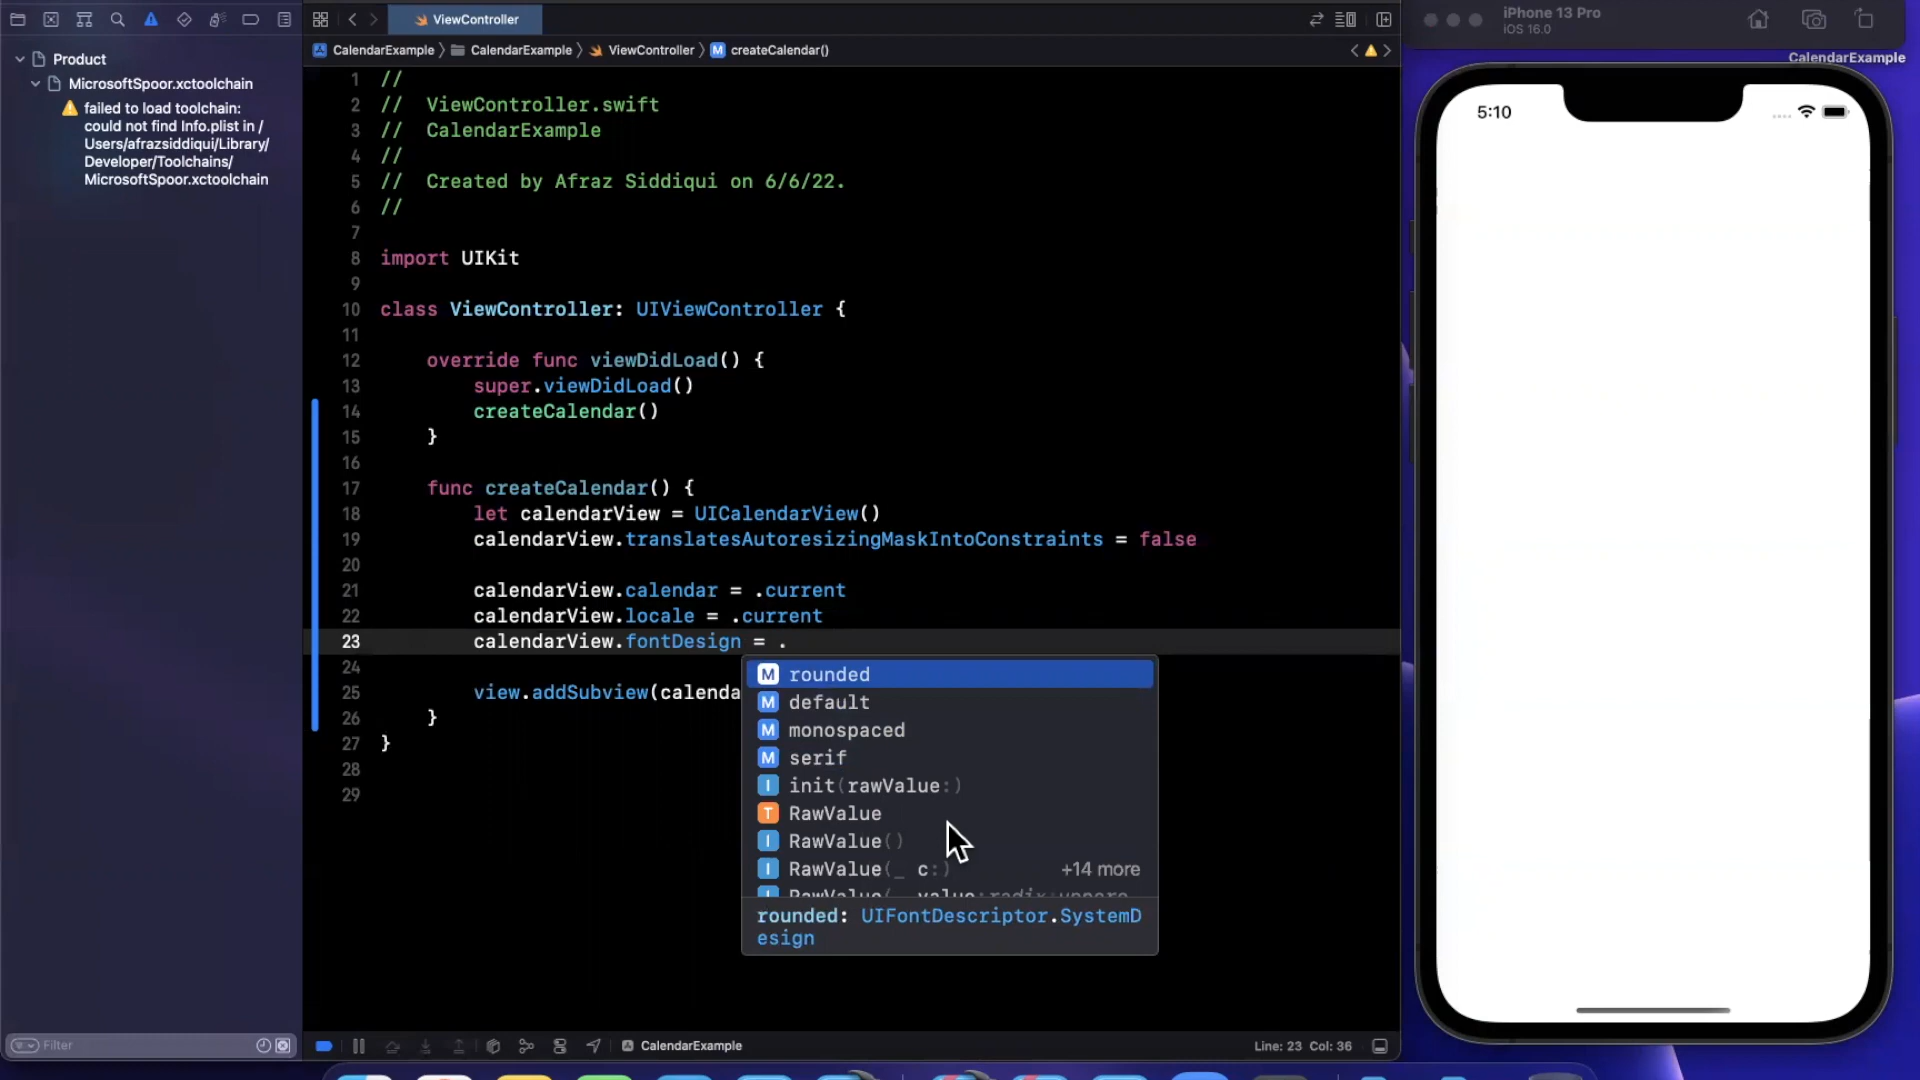 ViewController
iPhone 13 Pro
iOS 16.0
Product
MicrosoftSpoor.xctoolchain
failed to load toolchain:
could not find Info.plist in /
Users/afrazsiddiqui/Library/
Developer/Toolchains/
MicrosoftSpoor.xctoolchain
CalendarExample 〉 CalendarExample 〉 ViewController 〉 M createCalendar()
CalendarExample
5:10
1 //
2 //  ViewController.swift
3 //  CalendarExample
4 //
5 //  Created by Afraz Siddiqui on 6/6/22.
6 //
7
8 import UIKit
9
10 class ViewController: UIViewController {
11
12     override func viewDidLoad() {
13         super.viewDidLoad()
14         createCalendar()
15     }
16
17     func createCalendar() {
18         let calendarView = UICalendarView()
19         calendarView.translatesAutoresizingMaskIntoConstraints = false
20
21         calendarView.calendar = .current
22         calendarView.locale = .current
23         calendarView.fontDesign = .
24
25         view.addSubview(calenda
26     }
27 }
28
29
M rounded
M default
M monospaced
M serif
I init(rawValue:)
T RawValue
I RawValue()
I RawValue(_ c:) +14 more
rounded: UIFontDescriptor.SystemD
esign
Filter
CalendarExample
Line: 23 Col: 36